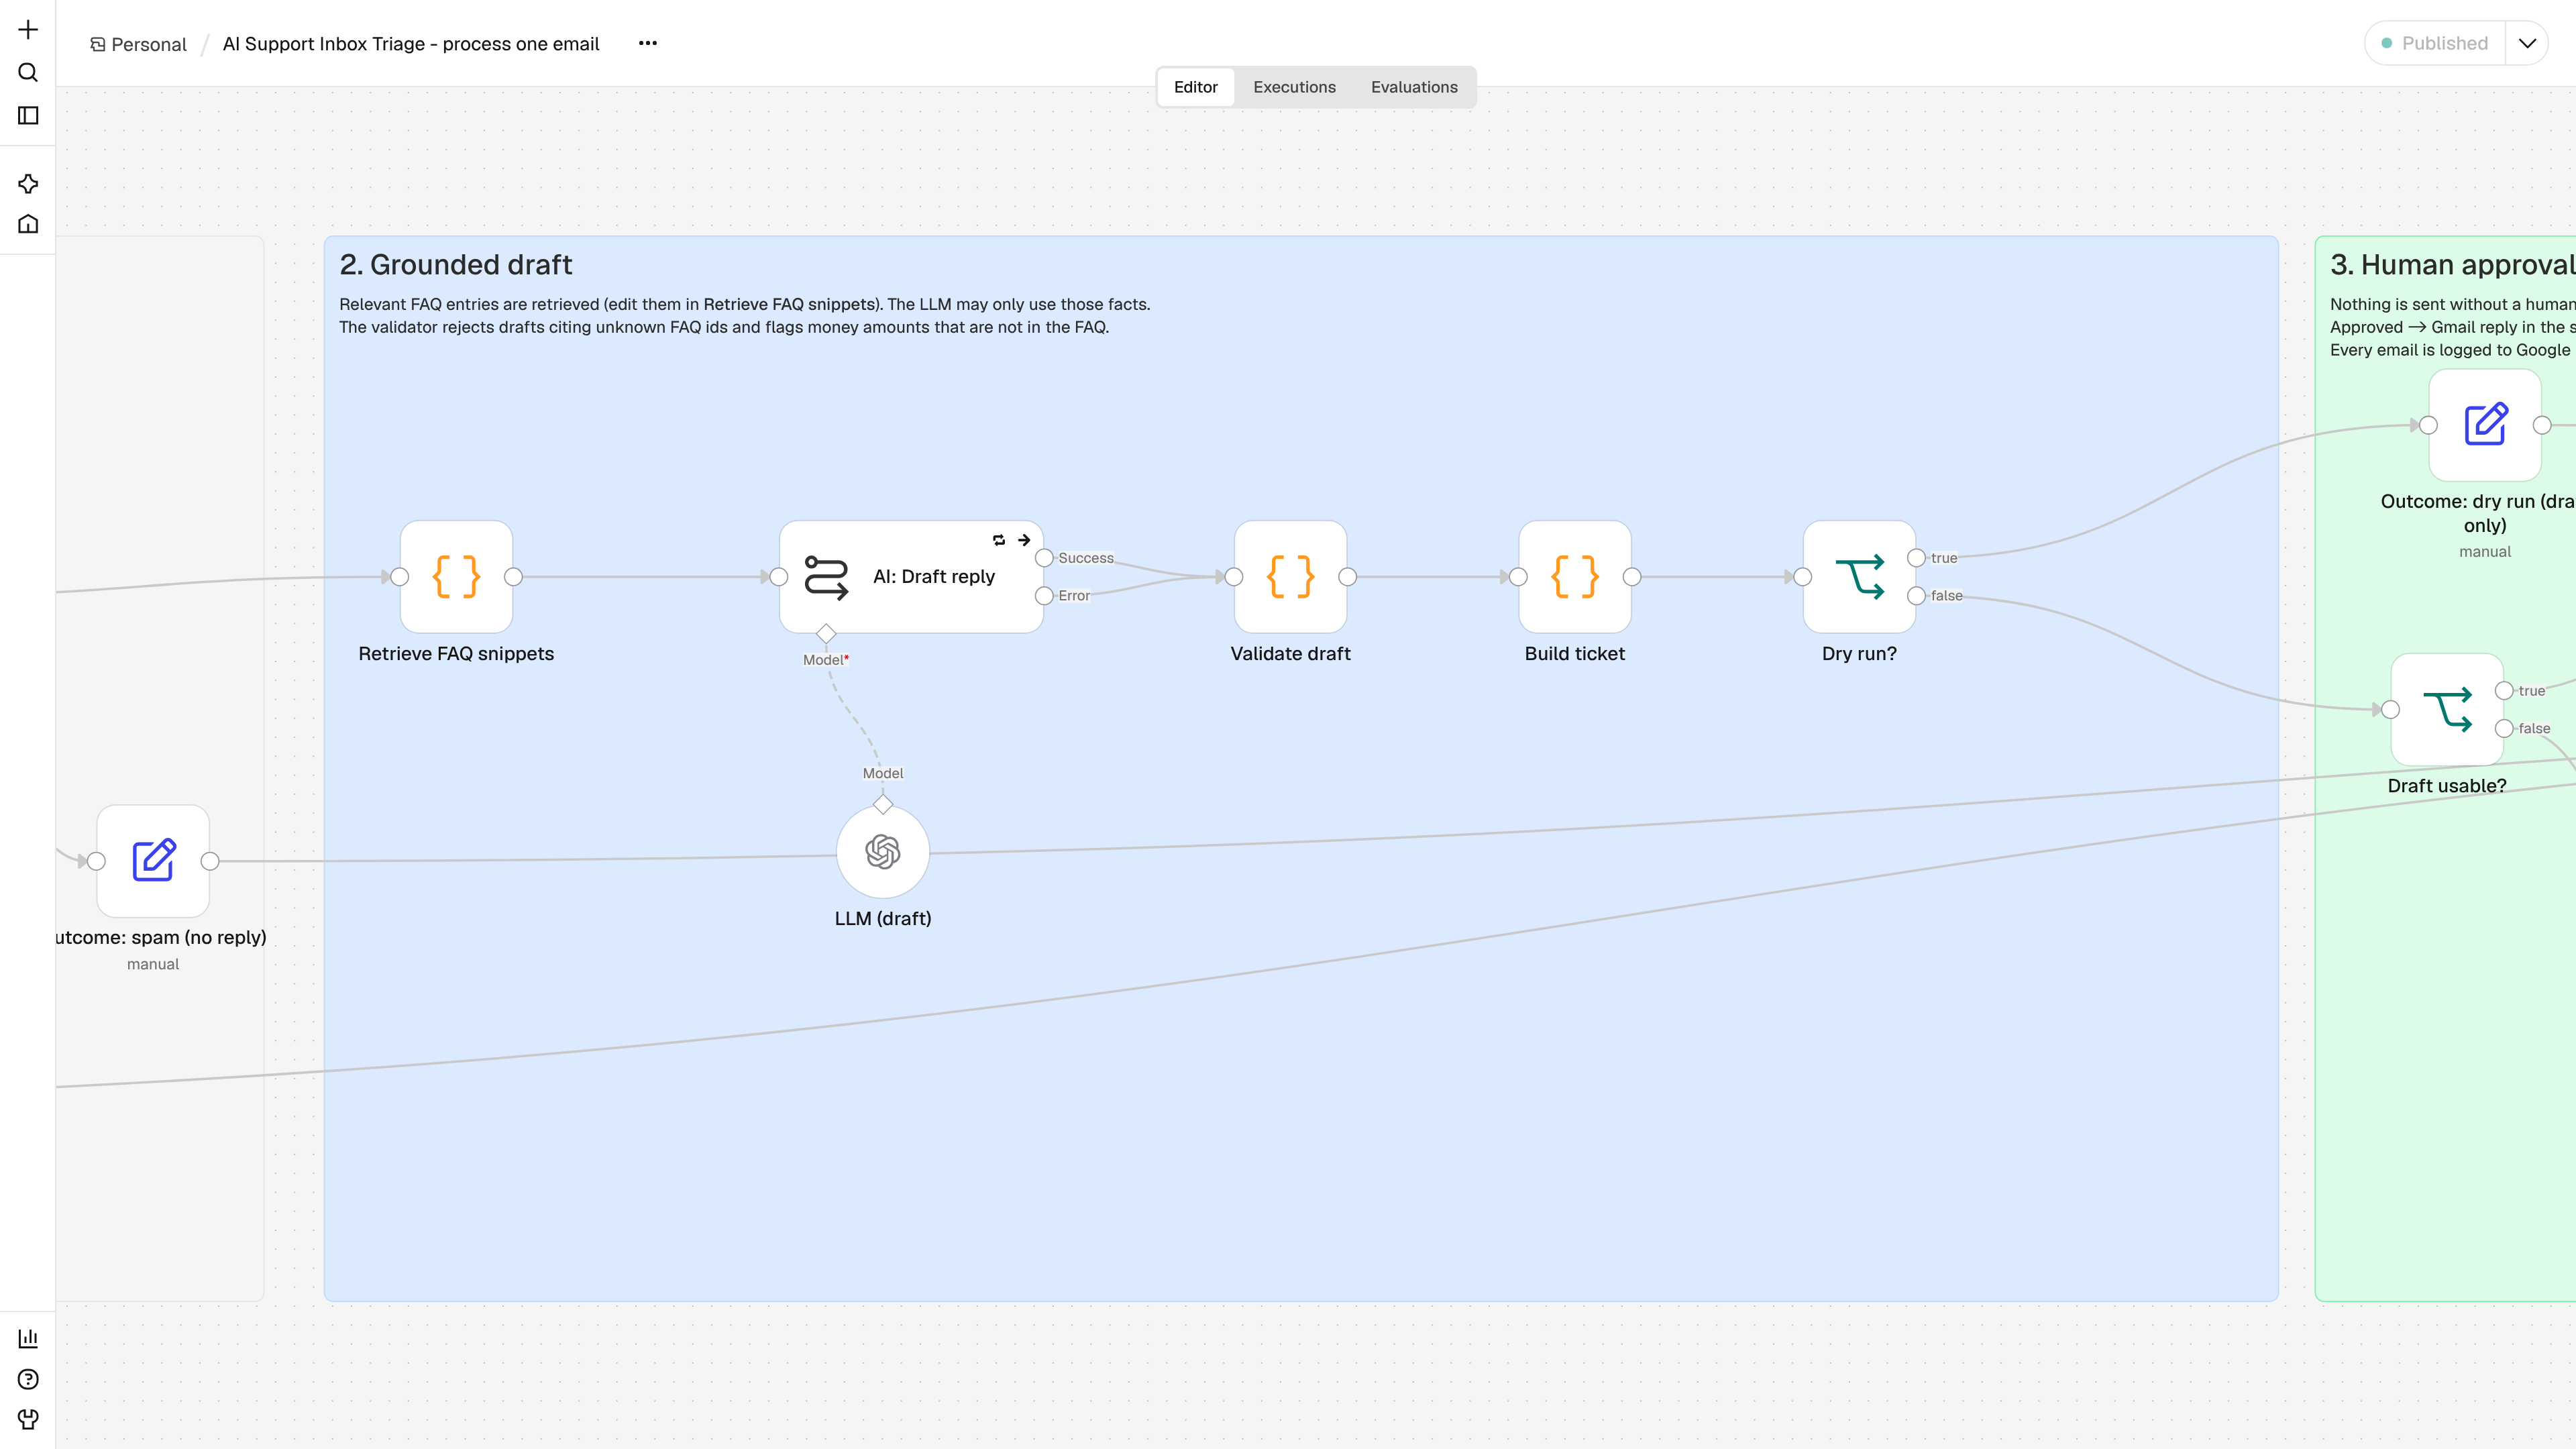 Personal / AI Support Inbox Triage - process one email
Published
Editor
Executions
Evaluations
2. Grounded draft
Relevant FAQ entries are retrieved (edit them in Retrieve FAQ snippets). The LLM may only use those facts.
The validator rejects drafts citing unknown FAQ ids and flags money amounts that are not in the FAQ.
3. Human approval
Nothing is sent without a human
Approved → Gmail reply in the s
Every email is logged to Google
Outcome: dry run (dra
only)
manual
Retrieve FAQ snippets
AI: Draft reply
Success
Error
Model*
Validate draft
Build ticket
Dry run?
true
false
true
false
Draft usable?
Model
LLM (draft)
utcome: spam (no reply)
manual